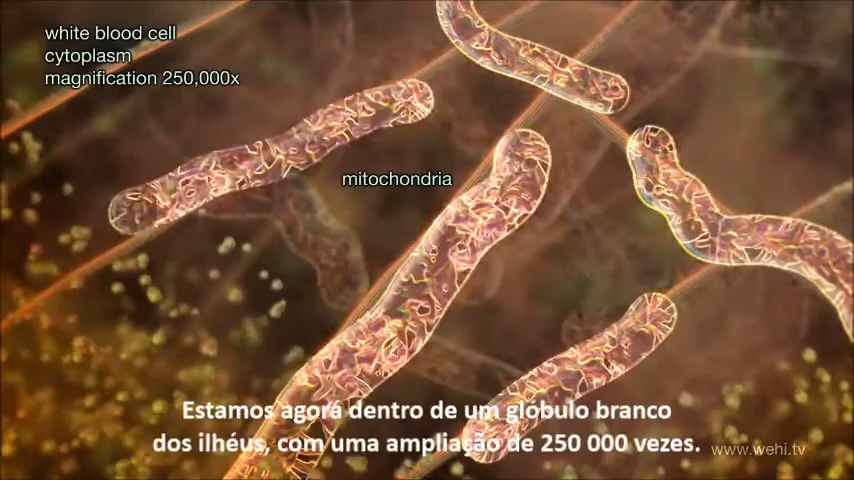 white blood cell
cytoplasm
magnification 250,000x
mitochondria
Estamos agora dentro de um glóbulo branco
dos ilhéus, com uma ampliação de 250 000 vezes.
www.wehi.tv